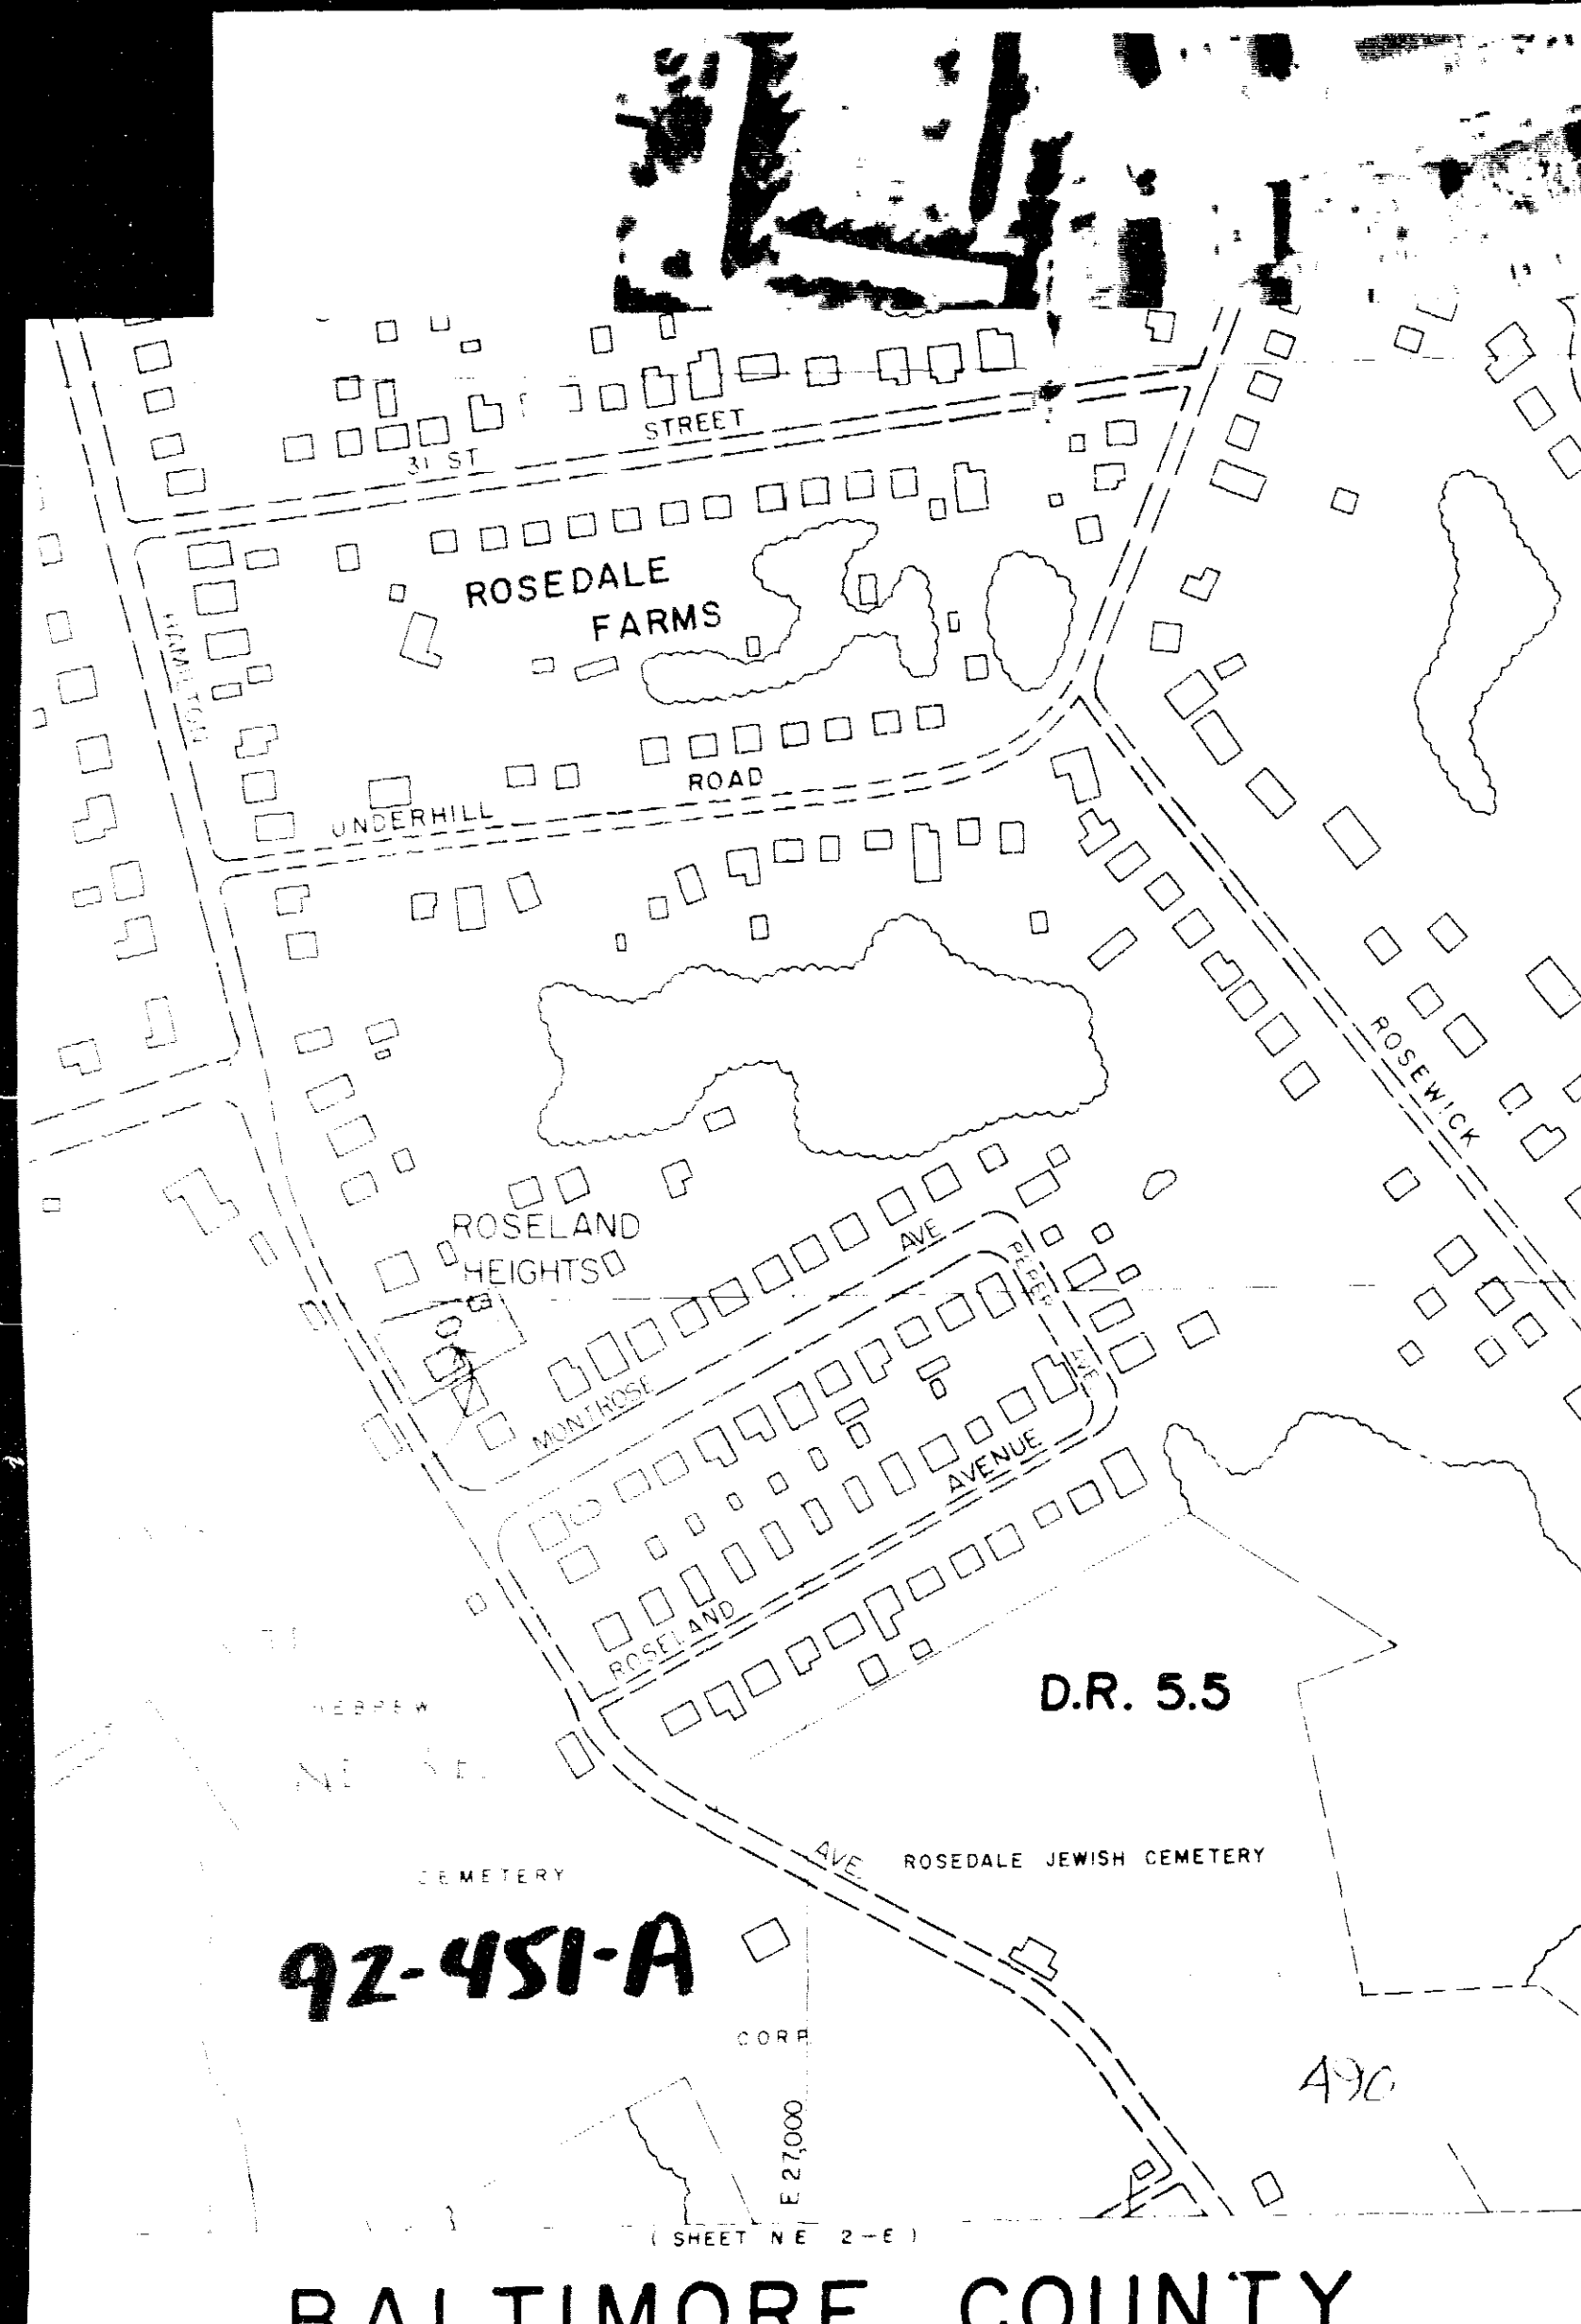 31 ST STREET
ROSEDALE
FARMS
HAMILTON
ROAD
UNDERHILL
ROSEWICK
ROSELAND
HEIGHTS
AVE
MONTROSE
AVE
AVENUE
ROSELAND
D.R. 5.5
HEBREW
AVE.
ROSEDALE JEWISH CEMETERY
CEMETERY
92-451-A
CORP
490
E 27,000
( SHEET N E 2-E )
BALTIMORE COUNTY